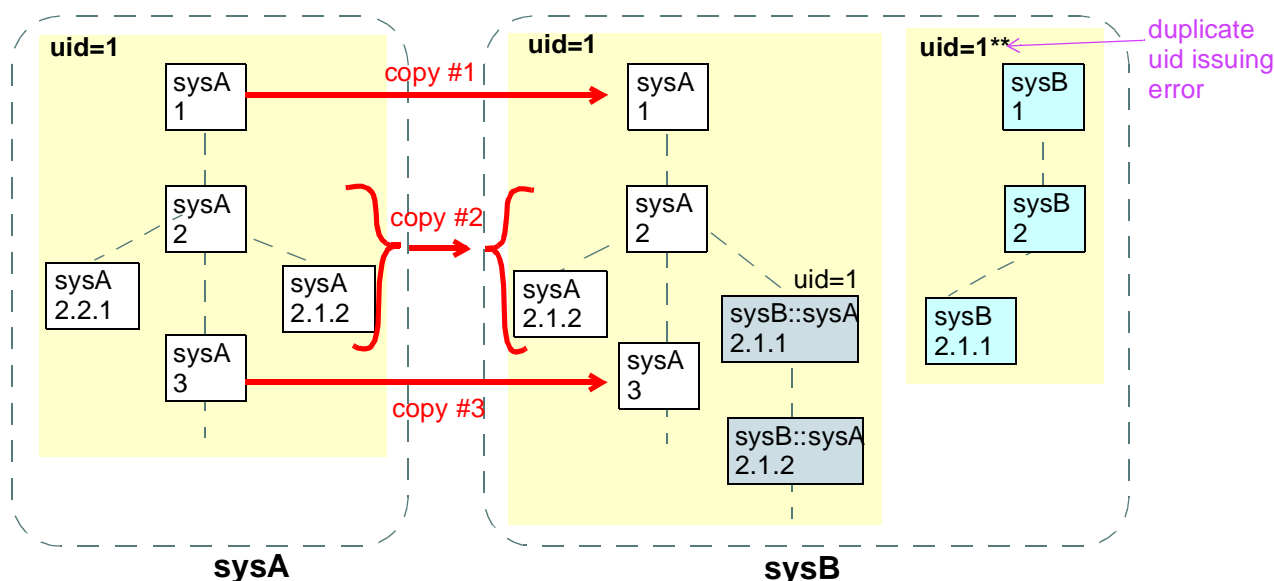 uid=1
sysA
1
sysA
2
sysA
2.2.1
sysA
2.1.2
sysA
3
sysA
copy #1
copy #2
copy #3
uid=1
sysA
1
sysA
2
sysA
2.1.2
sysA
3
uid=1
sysB::sysA
2.1.1
sysB::sysA
2.1.2
uid=1**
sysB
1
sysB
2
sysB
2.1.1
sysB
duplicate
uid issuing
error